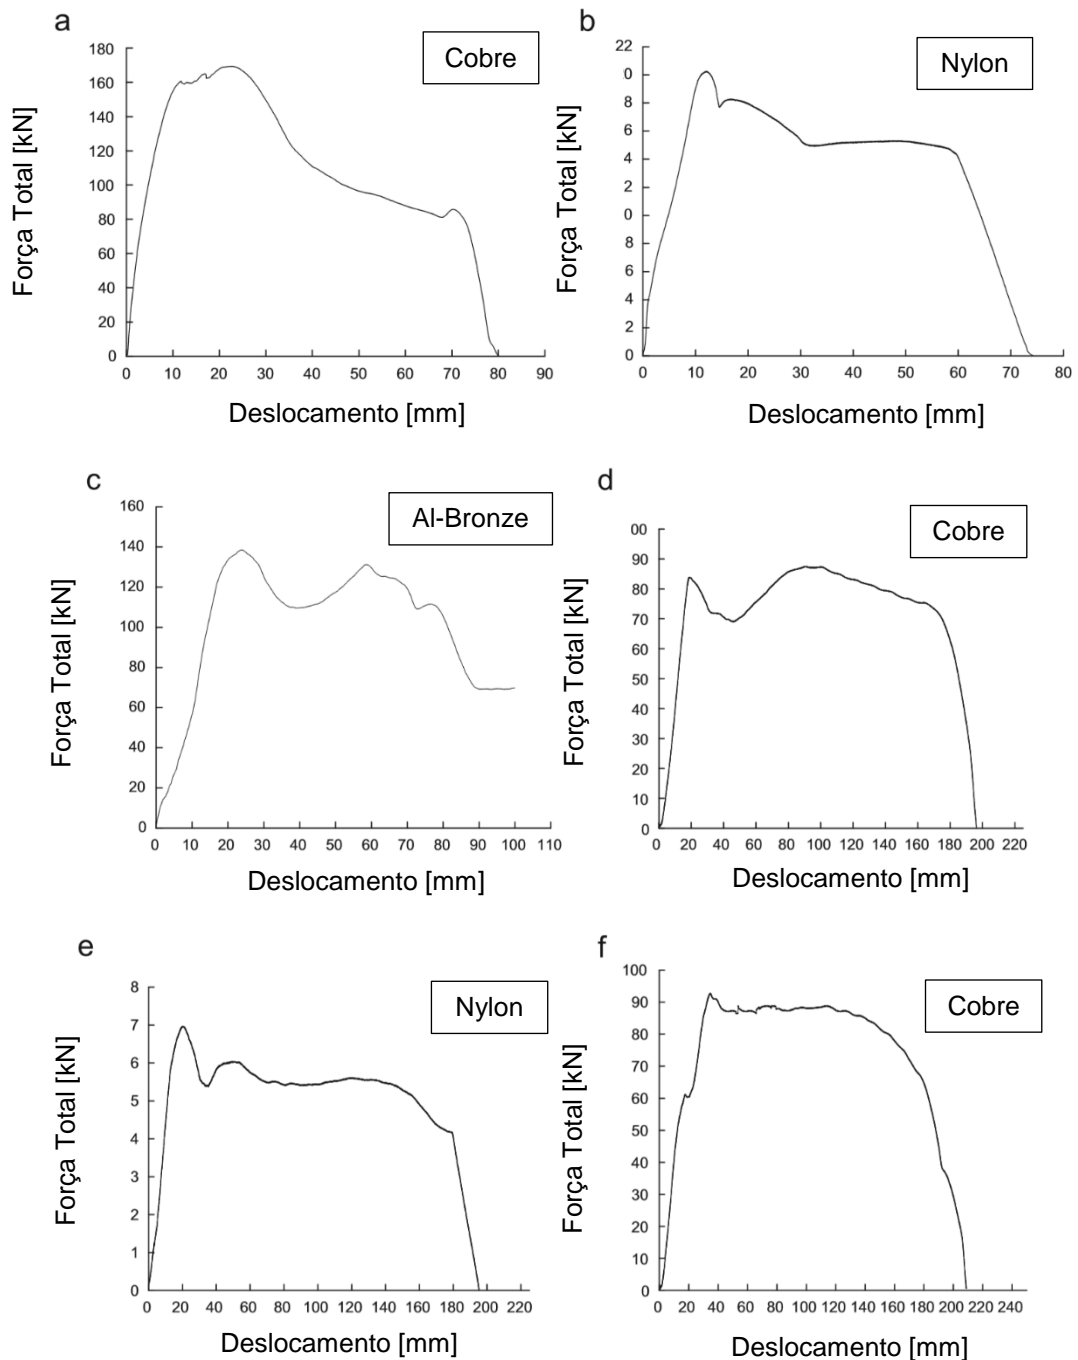 a
Cobre
Força Total [kN]
180
160
140
120
100
80
60
40
20
0
0 10 20 30 40 50 60 70 80 90
Deslocamento [mm]
b
Nylon
Força Total [kN]
22
0
8
6
4
2
0
8
6
4
2
0
0 10 20 30 40 50 60 70 80
Deslocamento [mm]
c
Al-Bronze
Força Total [kN]
160
140
120
100
80
60
40
20
0
0 10 20 30 40 50 60 70 80 90 100 110
Deslocamento [mm]
d
Cobre
Força Total [kN]
00
90
80
70
60
50
40
30
20
10
0
0 20 40 60 80 100 120 140 160 180 200 220
Deslocamento [mm]
e
Nylon
Força Total [kN]
8
7
6
5
4
3
2
1
0
0 20 40 60 80 100 120 140 160 180 200 220
Deslocamento [mm]
f
Cobre
Força Total [kN]
100
90
80
70
60
50
40
30
20
10
0
0 20 40 60 80 100 120 140 160 180 200 220 240
Deslocamento [mm]